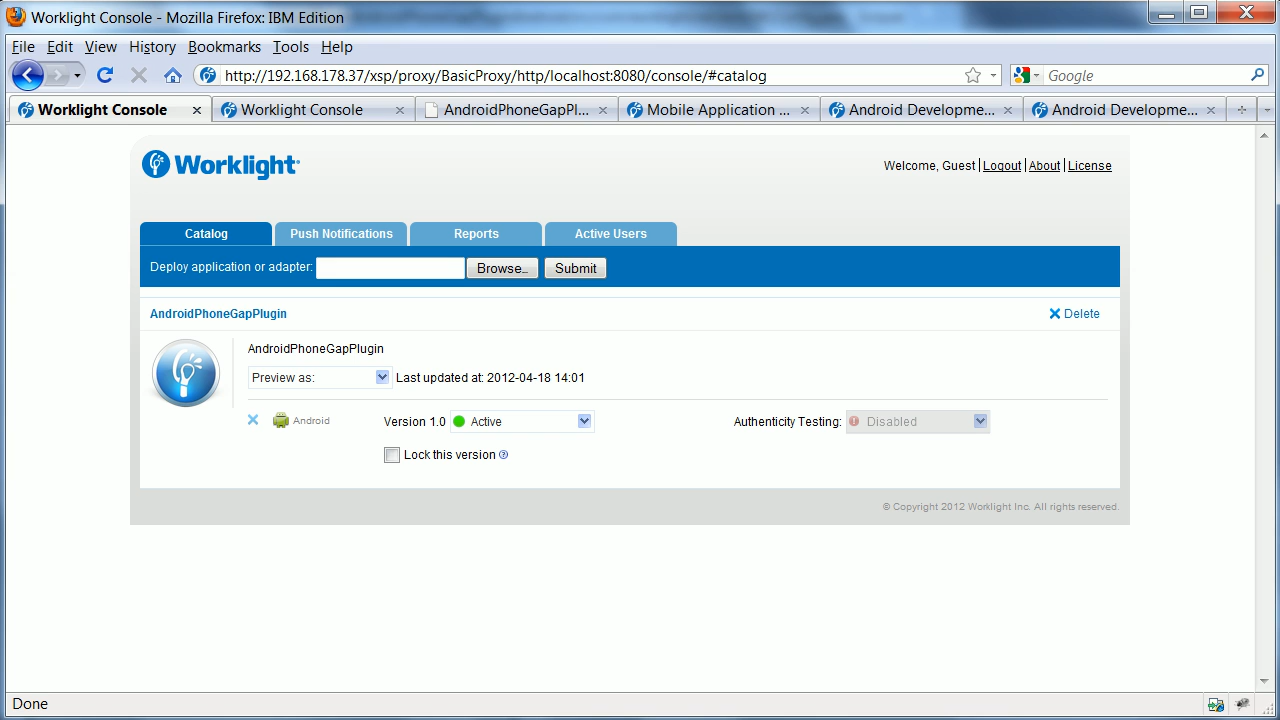 Worklight Console - Mozilla Firefox: IBM Edition
File Edit View History Bookmarks Tools Help
http://192.168.178.37/xsp/proxy/BasicProxy/http/localhost:8080/console/#catalog Google
Worklight Console Worklight Console AndroidPhoneGapPl... Mobile Application ... Android Developme... Android Developme...
Worklight
Welcome, Guest | Logout | About | License
Catalog Push Notifications Reports Active Users
Deploy application or adapter: Browse... Submit
AndroidPhoneGapPlugin Delete
AndroidPhoneGapPlugin
Preview as: Last updated at: 2012-04-18 14:01
Android Version 1.0 Active Authenticity Testing: Disabled
Lock this version
© Copyright 2012 Worklight Inc. All rights reserved.
Done